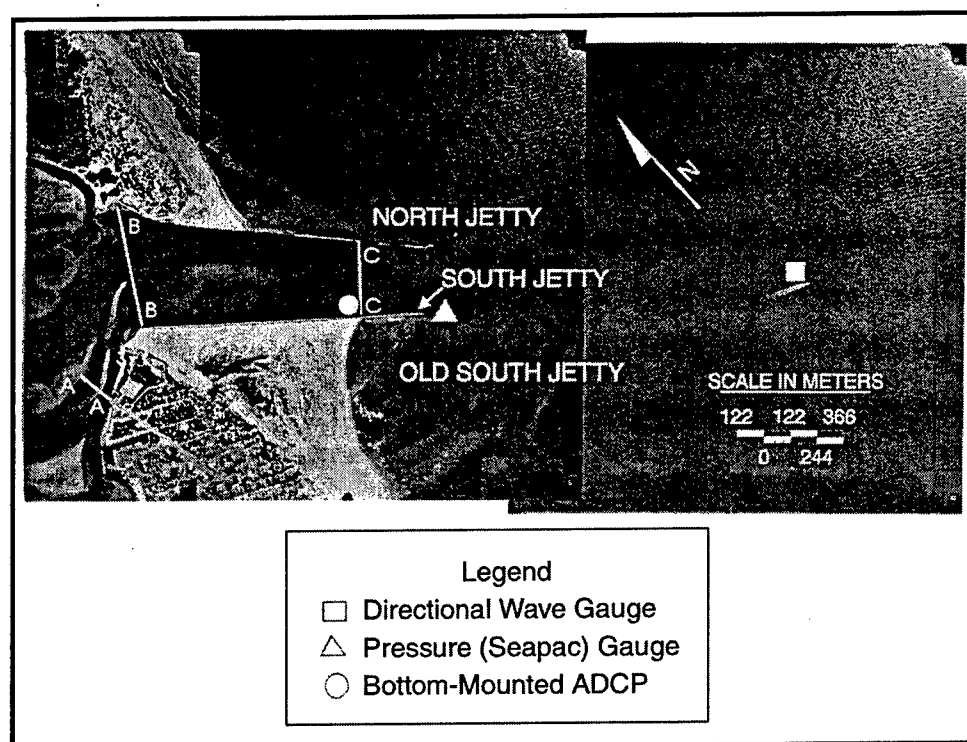 NORTH JETTY
N
B
C
SOUTH JETTY
B
C
A
A
OLD SOUTH JETTY
SCALE IN METERS
122 122 366
0 244
Legend
Directional Wave Gauge
Pressure (Seapac) Gauge
Bottom-Mounted ADCP